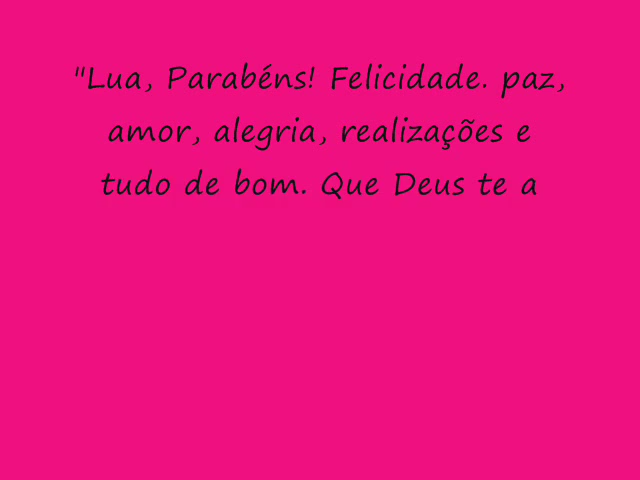 "Lua, Parabéns! Felicidade. paz,
amor, alegria, realizações e
tudo de bom. Que Deus te a